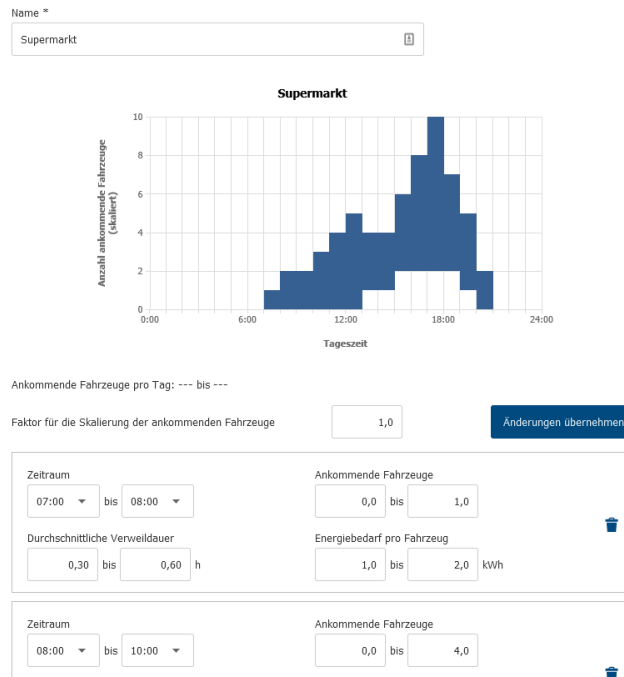 Name *
Supermarkt
Supermarkt
10
8
6
4
2
0
Anzahl ankommende Fahrzeuge
(skaliert)
0:00 6:00 12:00 18:00 24:00
Tageszeit
Ankommende Fahrzeuge pro Tag: --- bis ---
Faktor für die Skalierung der ankommenden Fahrzeuge 1,0 Änderungen übernehmen
Zeitraum Ankommende Fahrzeuge
07:00 bis 08:00 0,0 bis 1,0
Durchschnittliche Verweildauer Energiebedarf pro Fahrzeug
0,30 bis 0,60 h 1,0 bis 2,0 kWh
Zeitraum Ankommende Fahrzeuge
08:00 bis 10:00 0,0 bis 4,0